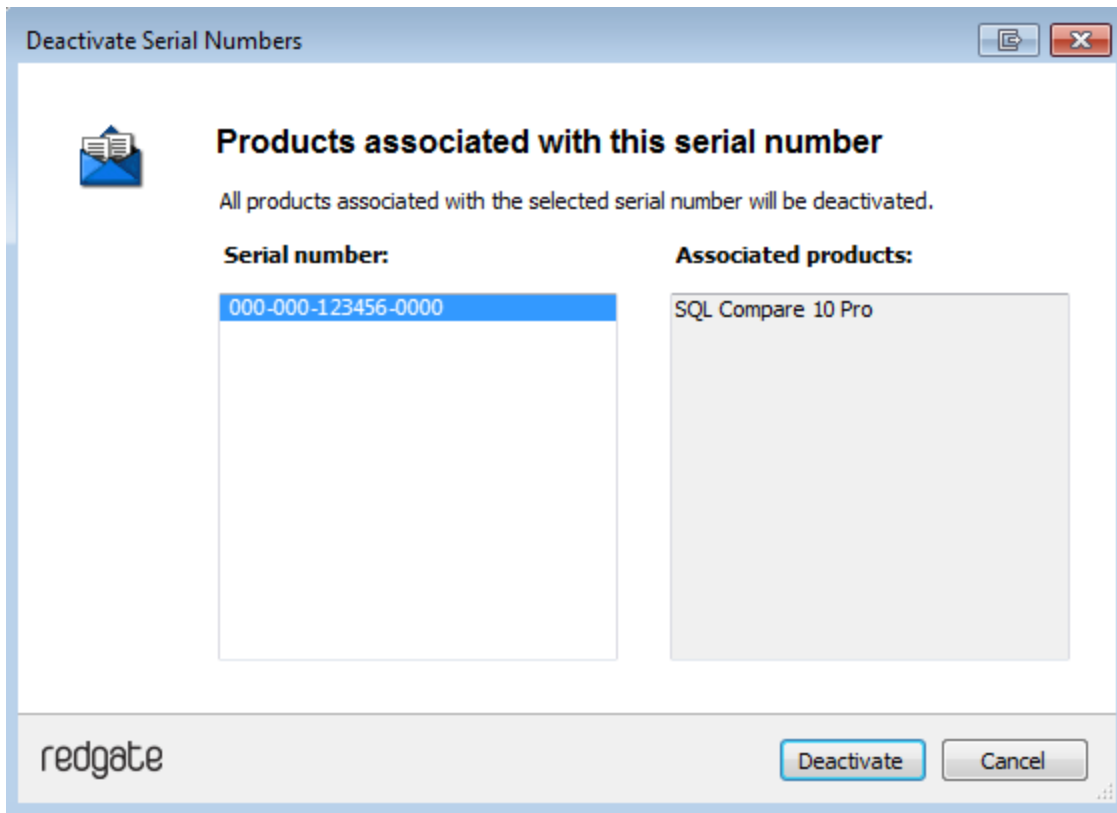 Deactivate Serial Numbers
Products associated with this serial number
All products associated with the selected serial number will be deactivated.
Serial number:
Associated products:
000-000-123456-0000
SQL Compare 10 Pro
redgate
Deactivate
Cancel